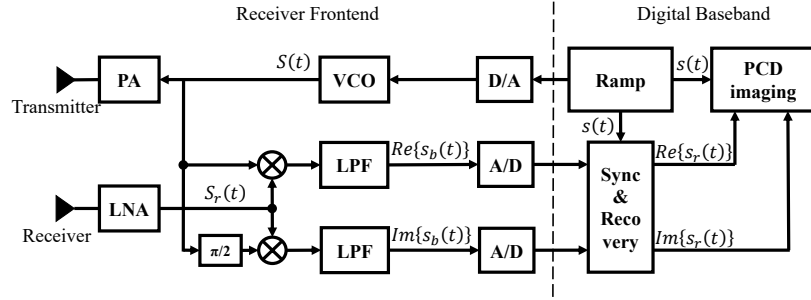 Receiver Frontend
Digital Baseband
S(t)
s(t)
PA
VCO
D/A
Ramp
PCD
imaging
Transmitter
s(t)
Re{s_b(t)}
LPF
A/D
Re{s_r(t)}
Sync
&
Reco
very
S_r(t)
LNA
Receiver
π/2
LPF
Im{s_b(t)}
A/D
Im{s_r(t)}